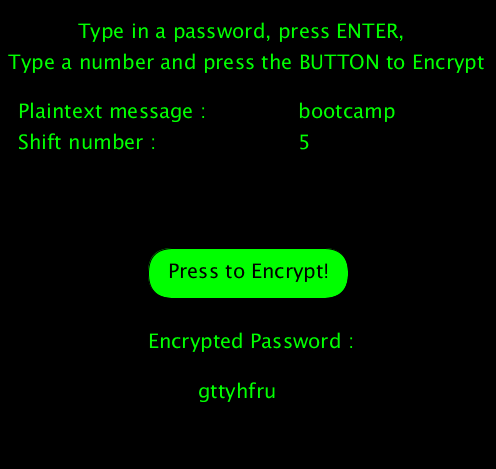 Type in a password, press ENTER,
Type a number and press the BUTTON to Encrypt
Plaintext message : bootcamp
Shift number : 5
Press to Encrypt!
Encrypted Password :
gttyhfru